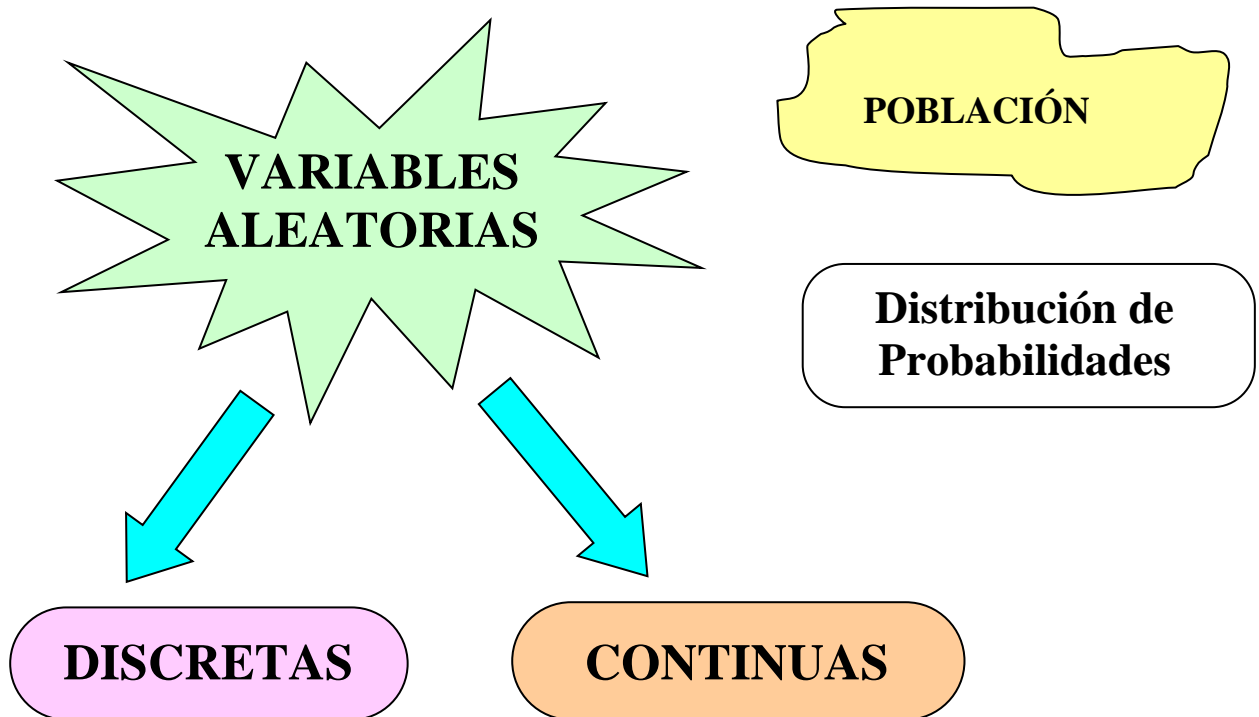 VARIABLES
ALEATORIAS
POBLACIÓN
Distribución de
Probabilidades
DISCRETAS
CONTINUAS